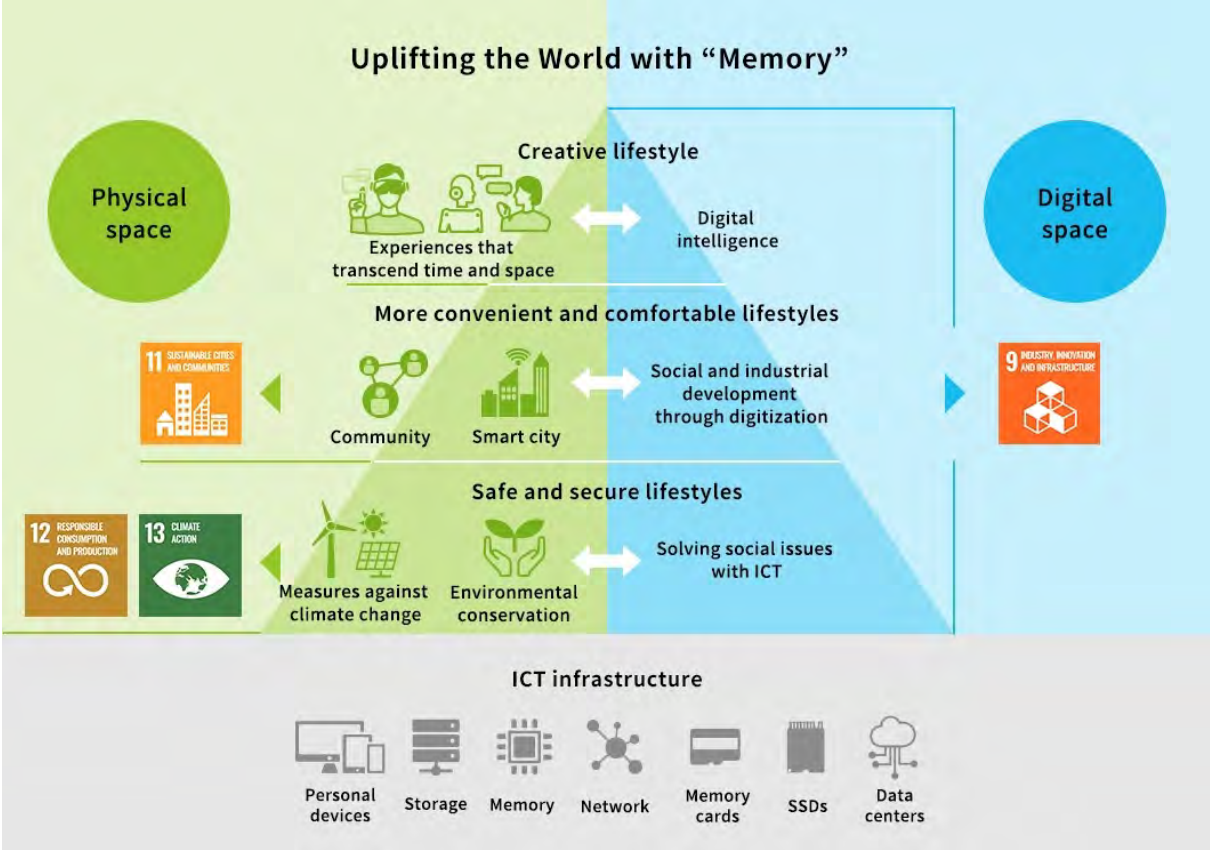 Uplifting the World with “Memory”
Physical
space
Digital
space
Creative lifestyle
Experiences that
transcend time and space
Digital
intelligence
More convenient and comfortable lifestyles
11 SUSTAINABLE CITIES
AND COMMUNITIES
Community
Smart city
Social and industrial
development
through digitization
9 INDUSTRY, INNOVATION
AND INFRASTRUCTURE
Safe and secure lifestyles
12 RESPONSIBLE
CONSUMPTION
AND PRODUCTION
13 CLIMATE
ACTION
Measures against
climate change
Environmental
conservation
Solving social issues
with ICT
ICT infrastructure
Personal
devices
Storage
Memory
Network
Memory
cards
SSDs
Data
centers